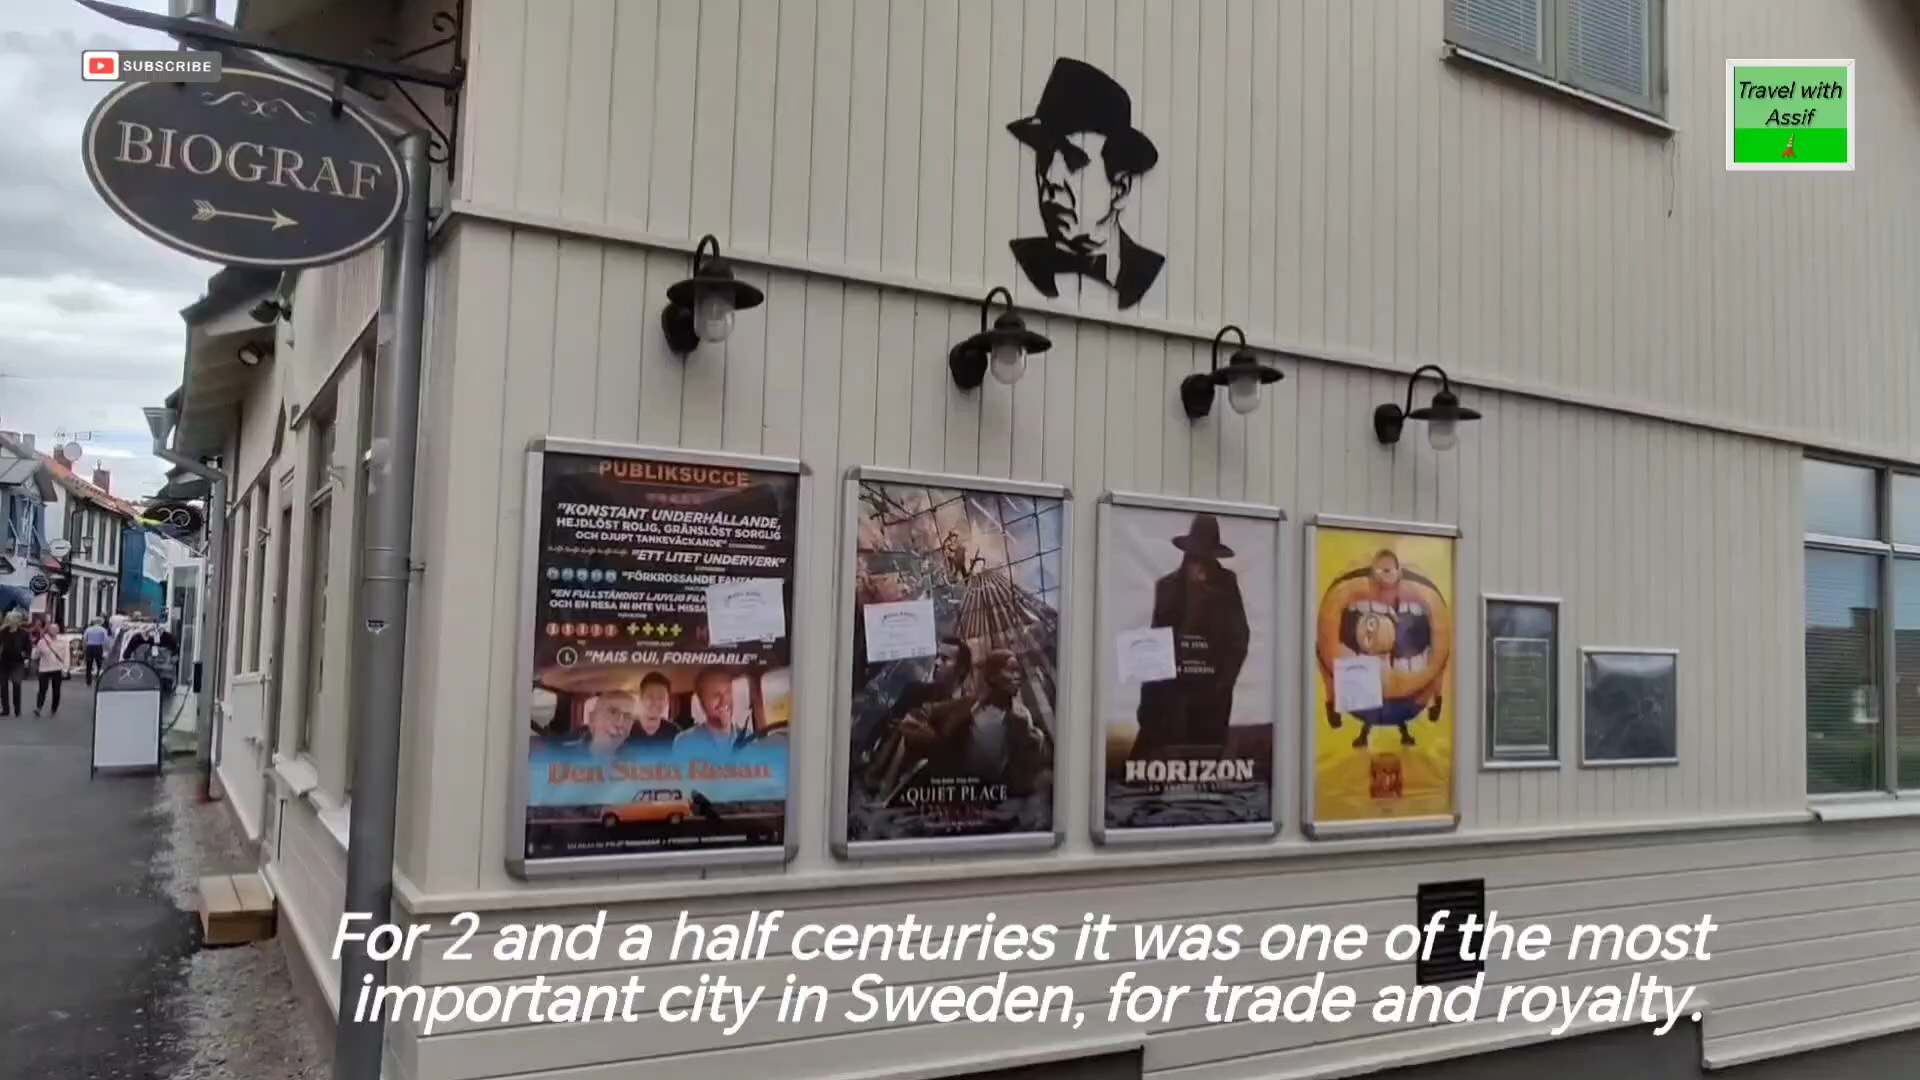 SUBSCRIBE
Travel with
Assif
BIOGRAF
PUBLIKSUCCE
"KONSTANT UNDERHÅLLANDE,
HEJDLÖST ROLIG, GRÄNSLÖST SORGLIG
OCH DJUPT TANKEVÄCKANDE"
"ETT LITET UNDERVERK"
"FÖRKROSSANDE
"EN FULLSTÄNDIGT LJUVLIG
OCH EN RESA NI INTE VILL
"MAIS OUI, FORMIDABLE"
Den Sista Resan
A QUIET PLACE
HORIZON
20
20
For 2 and a half centuries it was one of the most
important city in Sweden, for trade and royalty.